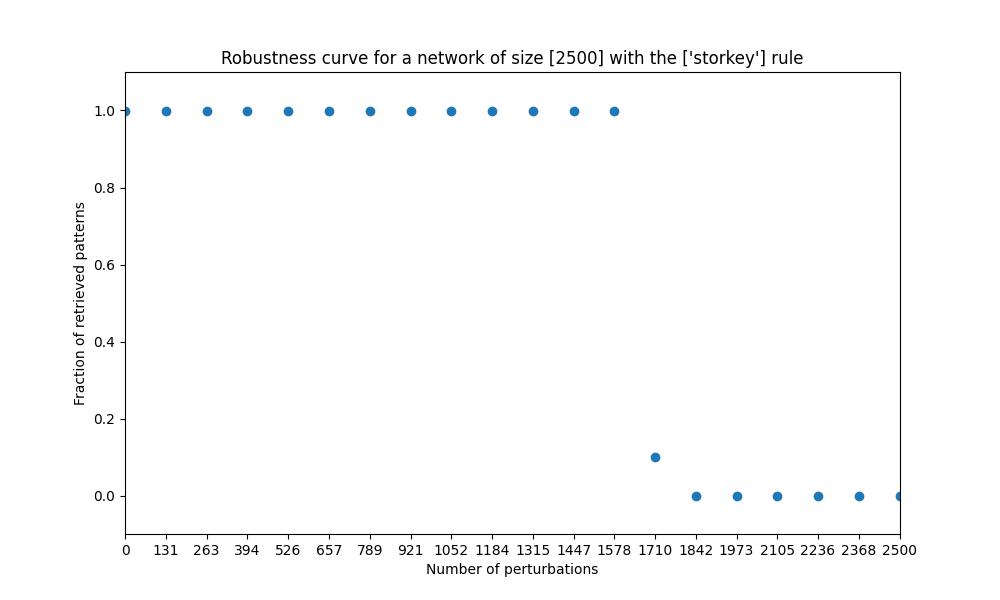 Robustness curve for a network of size [2500] with the ['storkey'] rule
1.0
0.8
0.6
0.4
0.2
0.0
Fraction of retrieved patterns
0 131 263 394 526 657 789 921 1052 1184 1315 1447 1578 1710 1842 1973 2105 2236 2368 2500
Number of perturbations